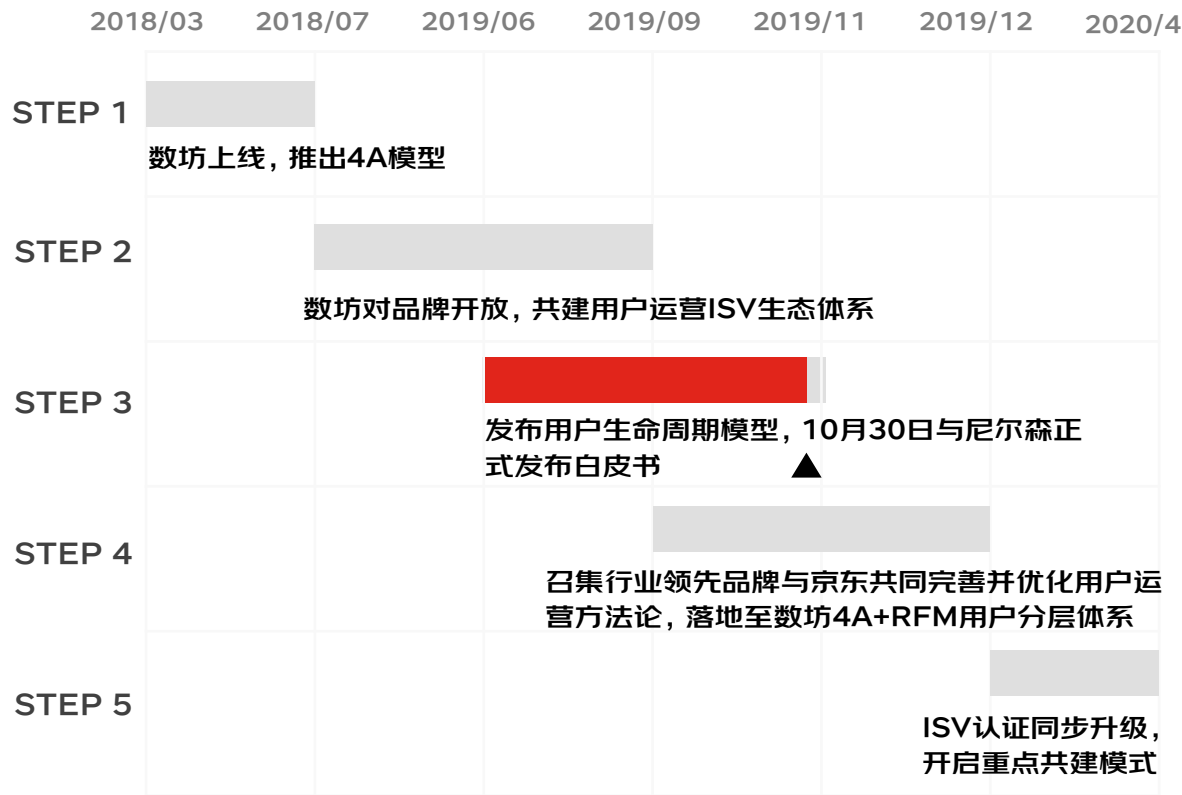 2018/03 2018/07 2019/06 2019/09 2019/11 2019/12 2020/4
STEP 1
数坊上线，推出4A模型
STEP 2
数坊对品牌开放，共建用户运营ISV生态体系
STEP 3
发布用户生命周期模型，10月30日与尼尔森正
式发布白皮书
STEP 4
召集行业领先品牌与京东共同完善并优化用户运
营方法论，落地至数坊4A+RFM用户分层体系
STEP 5
ISV认证同步升级，
开启重点共建模式